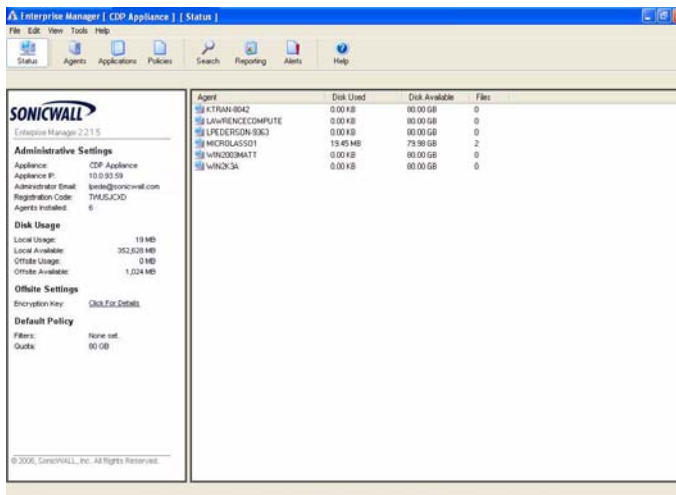 Enterprise Manager [ CDP Appliance ] [ Status ]
File Edit View Tools Help
Status Agents Applications Policies Search Reporting Alerts Help
SONICWALL
Enterprise Manager 2.2.1.5
Administrative Settings
Appliance: CDP Appliance
Appliance IP: 10.0.93.59
Administrator Email: lpede@sonicwall.com
Registration Code: TWUSJCXD
Agents Installed: 6
Disk Usage
Local Usage: 19 MB
Local Available: 352,628 MB
Offsite Usage: 0 MB
Offsite Available: 1,024 MB
Offsite Settings
Encryption Key: Click For Details
Default Policy
Filters: None set.
Quota: 80 GB
© 2006, SonicWALL, Inc. All Rights Reserved.
Agent Disk Used Disk Available Files
KTRAN-8042 0.00 KB 80.00 GB 0
LAWRENCECOMPUTE 0.00 KB 80.00 GB 0
LPEDERSON-9363 0.00 KB 80.00 GB 0
MICROLASSO1 19.45 MB 79.98 GB 2
WIN2003MATT 0.00 KB 80.00 GB 0
WIN2K3A 0.00 KB 80.00 GB 0